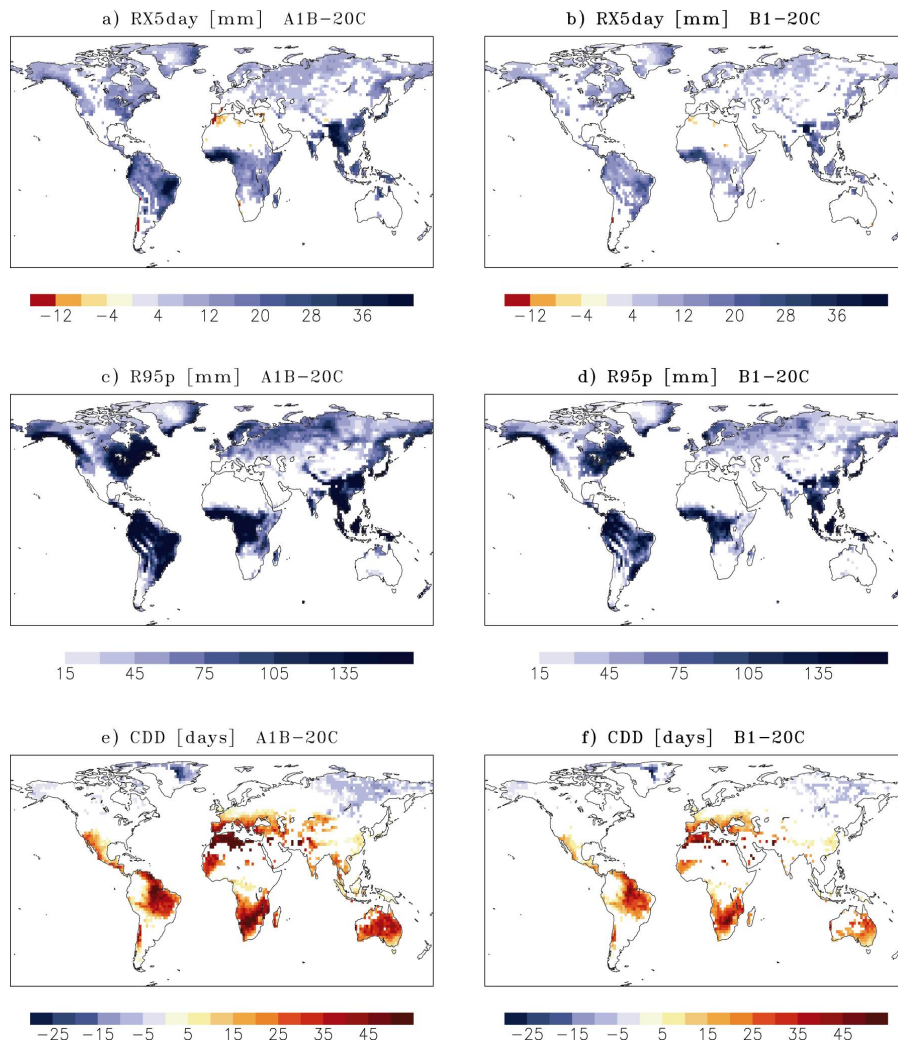 a) RX5day [mm] A1B−20C
b) RX5day [mm] B1−20C
−12 −4 4 12 20 28 36
−12 −4 4 12 20 28 36
c) R95p [mm] A1B−20C
d) R95p [mm] B1−20C
15 45 75 105 135
15 45 75 105 135
e) CDD [days] A1B−20C
f) CDD [days] B1−20C
−25 −15 −5 5 15 25 35 45
−25 −15 −5 5 15 25 35 45